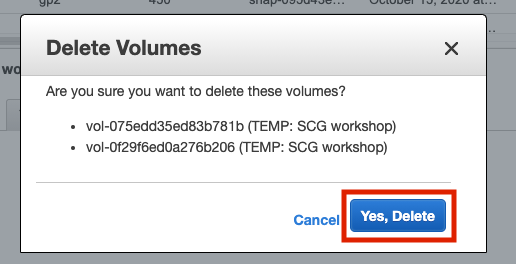 gp2 450 snap-095d45e... October 15, 2020 at ...
Delete Volumes
wo
Are you sure you want to delete these volumes?
vol-075edd35ed83b781b (TEMP: SCG workshop)
vol-0f29f6ed0a276b206 (TEMP: SCG workshop)
Cancel
Yes, Delete